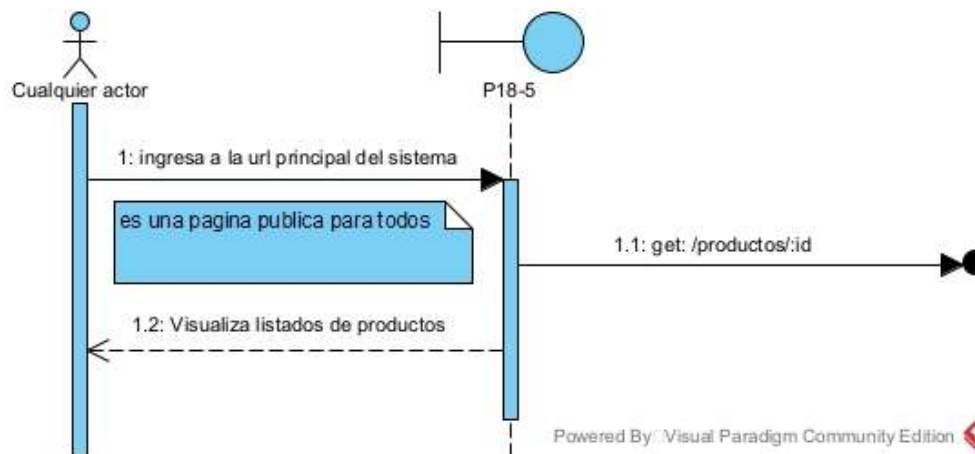 Cualquier actor
P18-5
1: ingresa a la url principal del sistema
es una pagina publica para todos
1.1: get: /productos/:id
1.2: Visualiza listados de productos
Powered By Visual Paradigm Community Edition